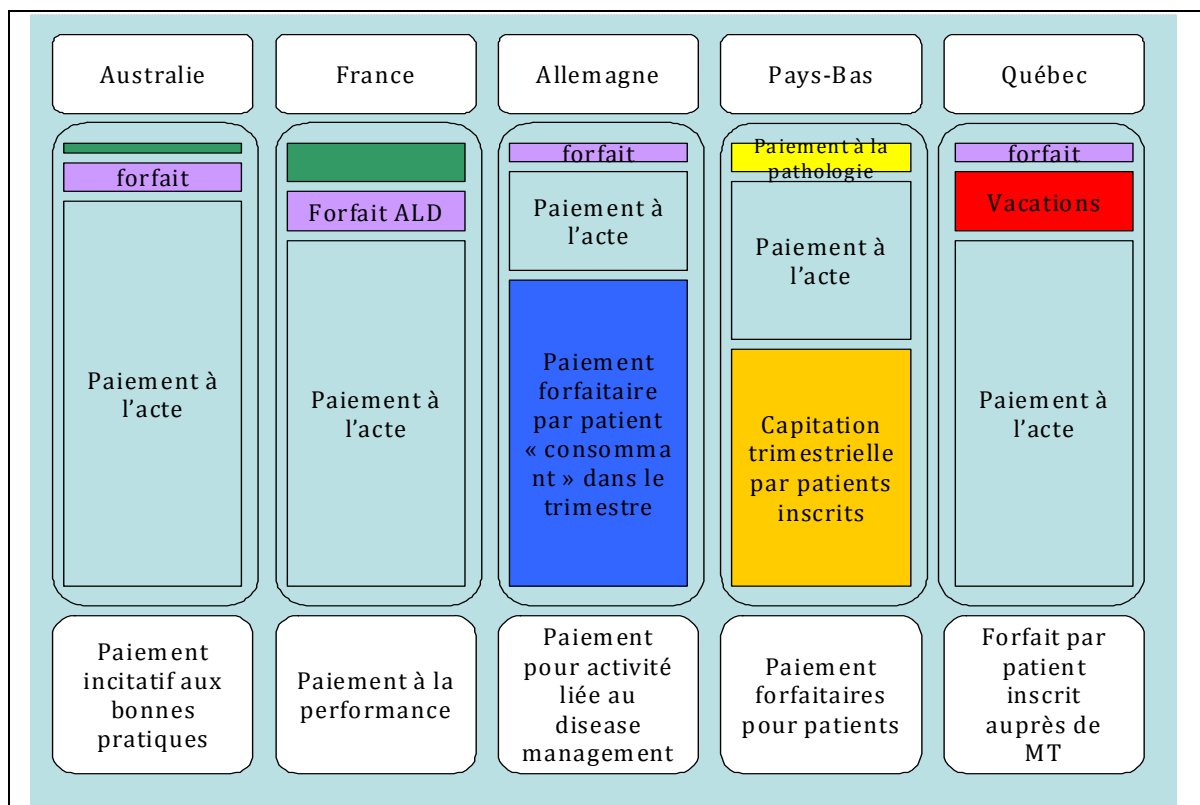 Australie
France
Allemagne
Pays-Bas
Québec
forfait
Paiement à
l'acte
Forfait ALD
Paiement à
l'acte
forfait
Paiement à
l'acte
Paiement
forfaitaire
par patient
« consomma
nt » dans le
trimestre
Paiement à la
pathologie
Paiement à
l'acte
Capitation
trimestrielle
par patients
inscrits
forfait
Vacations
Paiement à
l'acte
Paiement
incitatif aux
bonnes
pratiques
Paiement à la
performance
Paiement
pour activité
liée au
disease
management
Paiement
forfaitaires
pour patients
Forfait par
patient
inscrit
auprès de
MT